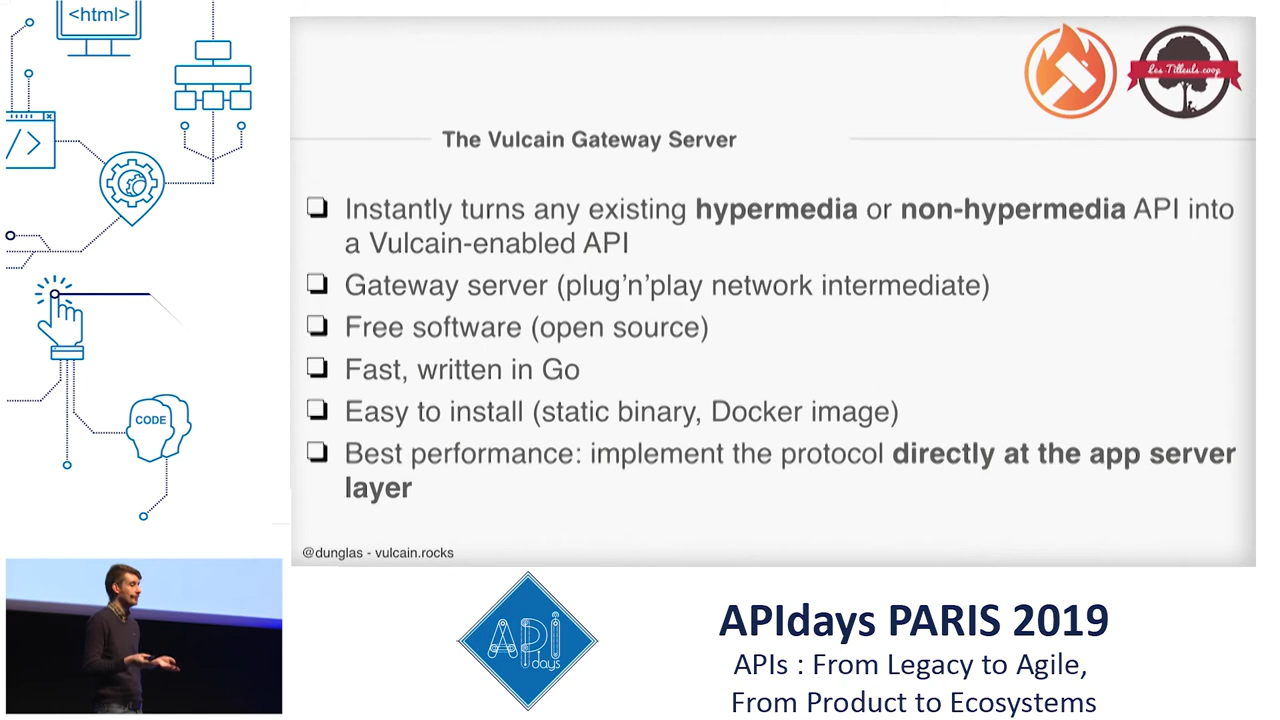 <html>
</>
CODE
Les Tilleuls.coop
The Vulcain Gateway Server
Instantly turns any existing hypermedia or non-hypermedia API into
a Vulcain-enabled API
Gateway server (plug’n’play network intermediate)
Free software (open source)
Fast, written in Go
Easy to install (static binary, Docker image)
Best performance: implement the protocol directly at the app server
layer
@dunglas - vulcain.rocks
API
days
APIdays PARIS 2019
APIs : From Legacy to Agile,
From Product to Ecosystems